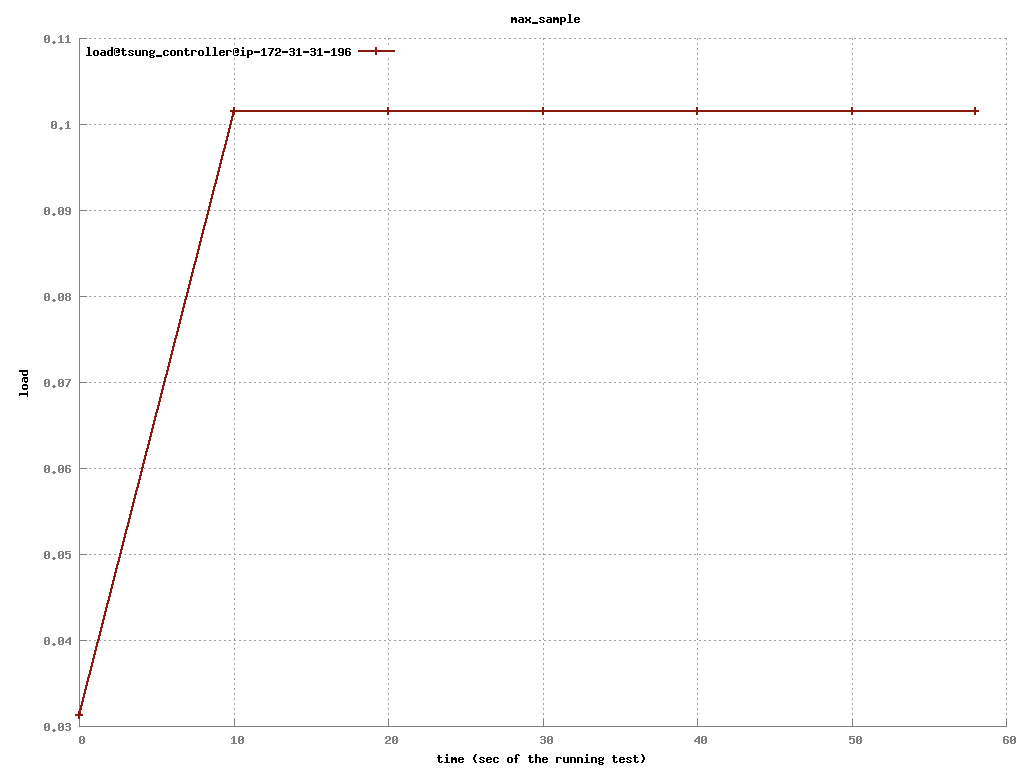 max_sample
load@tsung_controller@ip-172-31-31-196
0.11
0.1
0.09
0.08
0.07
0.06
0.05
0.04
0.03
load
0 10 20 30 40 50 60
time (sec of the running test)